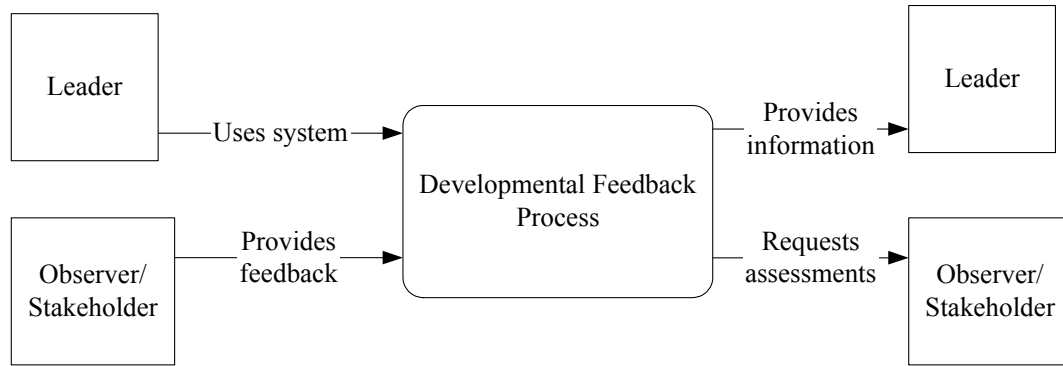 Leader
Uses system
Observer/
Stakeholder
Provides
feedback
Developmental Feedback
Process
Provides
information
Leader
Requests
assessments
Observer/
Stakeholder